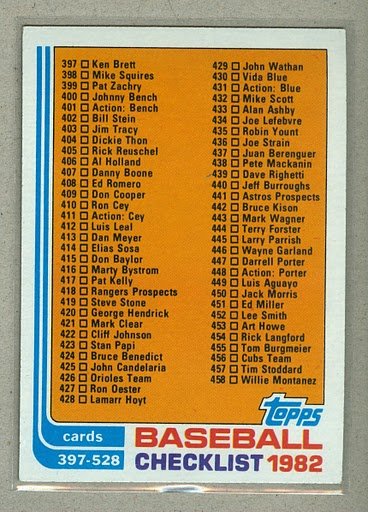 397 ☐ Ken Brett
398 ☐ Mike Squires
399 ☐ Pat Zachry
400 ☐ Johnny Bench
401 ☐ Action: Bench
402 ☐ Bill Stein
403 ☐ Jim Tracy
404 ☐ Dickie Thon
405 ☐ Rick Reuschel
406 ☐ Al Holland
407 ☐ Danny Boone
408 ☐ Ed Romero
409 ☐ Don Cooper
410 ☐ Ron Cey
411 ☐ Action: Cey
412 ☐ Luis Leal
413 ☐ Dan Meyer
414 ☐ Elias Sosa
415 ☐ Don Baylor
416 ☐ Marty Bystrom
417 ☐ Pat Kelly
418 ☐ Rangers Prospects
419 ☐ Steve Stone
420 ☐ George Hendrick
421 ☐ Mark Clear
422 ☐ Cliff Johnson
423 ☐ Stan Papi
424 ☐ Bruce Benedict
425 ☐ John Candelaria
426 ☐ Orioles Team
427 ☐ Ron Oester
428 ☐ Lamarr Hoyt
429 ☐ John Wathan
430 ☐ Vida Blue
431 ☐ Action: Blue
432 ☐ Mike Scott
433 ☐ Alan Ashby
434 ☐ Joe Lefebvre
435 ☐ Robin Yount
436 ☐ Joe Strain
437 ☐ Juan Berenguer
438 ☐ Pete Mackanin
439 ☐ Dave Righetti
440 ☐ Jeff Burroughs
441 ☐ Astros Prospects
442 ☐ Bruce Kison
443 ☐ Mark Wagner
444 ☐ Terry Forster
445 ☐ Larry Parrish
446 ☐ Wayne Garland
447 ☐ Darrell Porter
448 ☐ Action: Porter
449 ☐ Luis Aguayo
450 ☐ Jack Morris
451 ☐ Ed Miller
452 ☐ Lee Smith
453 ☐ Art Howe
454 ☐ Rick Langford
455 ☐ Tom Burgmeier
456 ☐ Cubs Team
457 ☐ Tim Stoddard
458 ☐ Willie Montanez
topps
cards
397-528
BASEBALL
CHECKLIST 1982